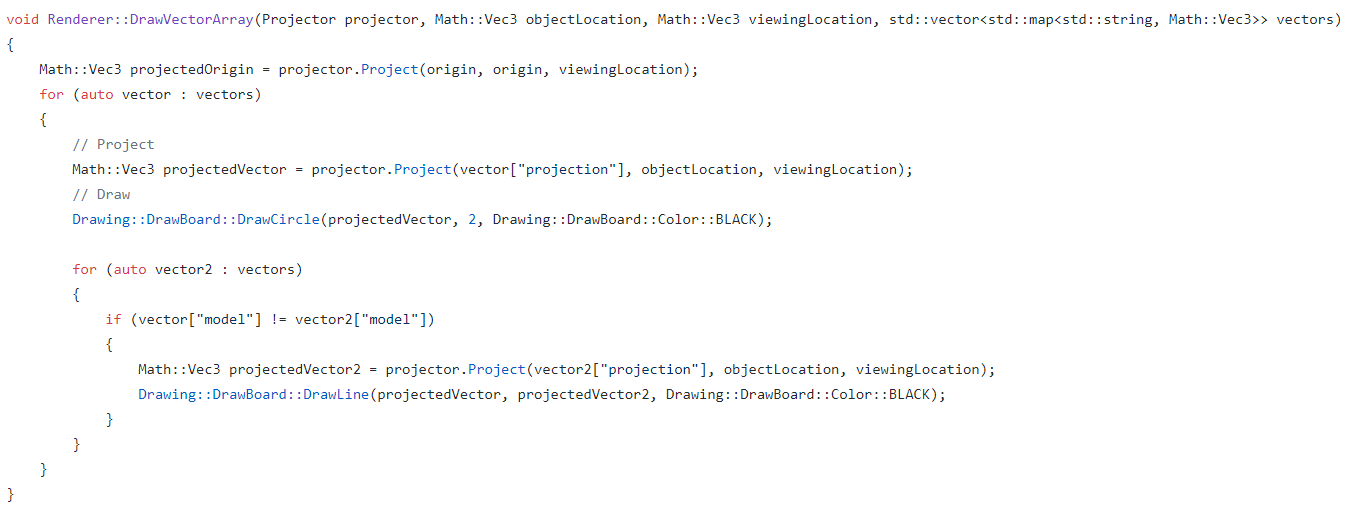 void Renderer::DrawVectorArray(Projector projector, Math::Vec3 objectLocation, Math::Vec3 viewingLocation, std::vector<std::map<std::string, Math::Vec3>> vectors)
{
    Math::Vec3 projectedOrigin = projector.Project(origin, origin, viewingLocation);
    for (auto vector : vectors)
    {
        // Project
        Math::Vec3 projectedVector = projector.Project(vector["projection"], objectLocation, viewingLocation);
        // Draw
        Drawing::DrawBoard::DrawCircle(projectedVector, 2, Drawing::DrawBoard::Color::BLACK);

        for (auto vector2 : vectors)
        {
            if (vector["model"] != vector2["model"])
            {
                Math::Vec3 projectedVector2 = projector.Project(vector2["projection"], objectLocation, viewingLocation);
                Drawing::DrawBoard::DrawLine(projectedVector, projectedVector2, Drawing::DrawBoard::Color::BLACK);
            }
        }
    }
}